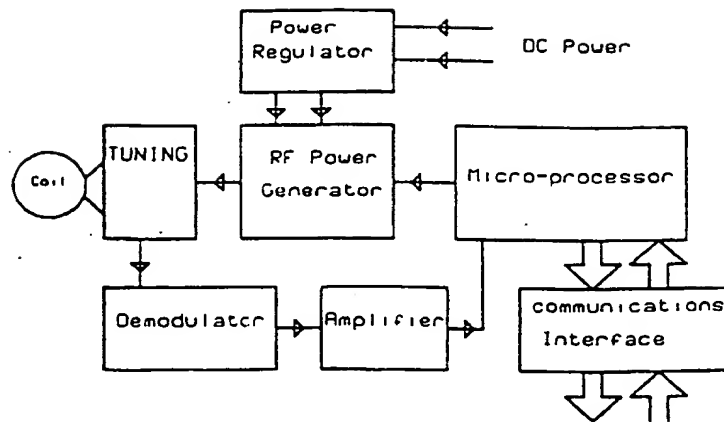 Power
Regulator
DC Power
TUNING
RF Power
Generator
Micro-processor
Coil
Demodulator
Amplifier
communications
Interface